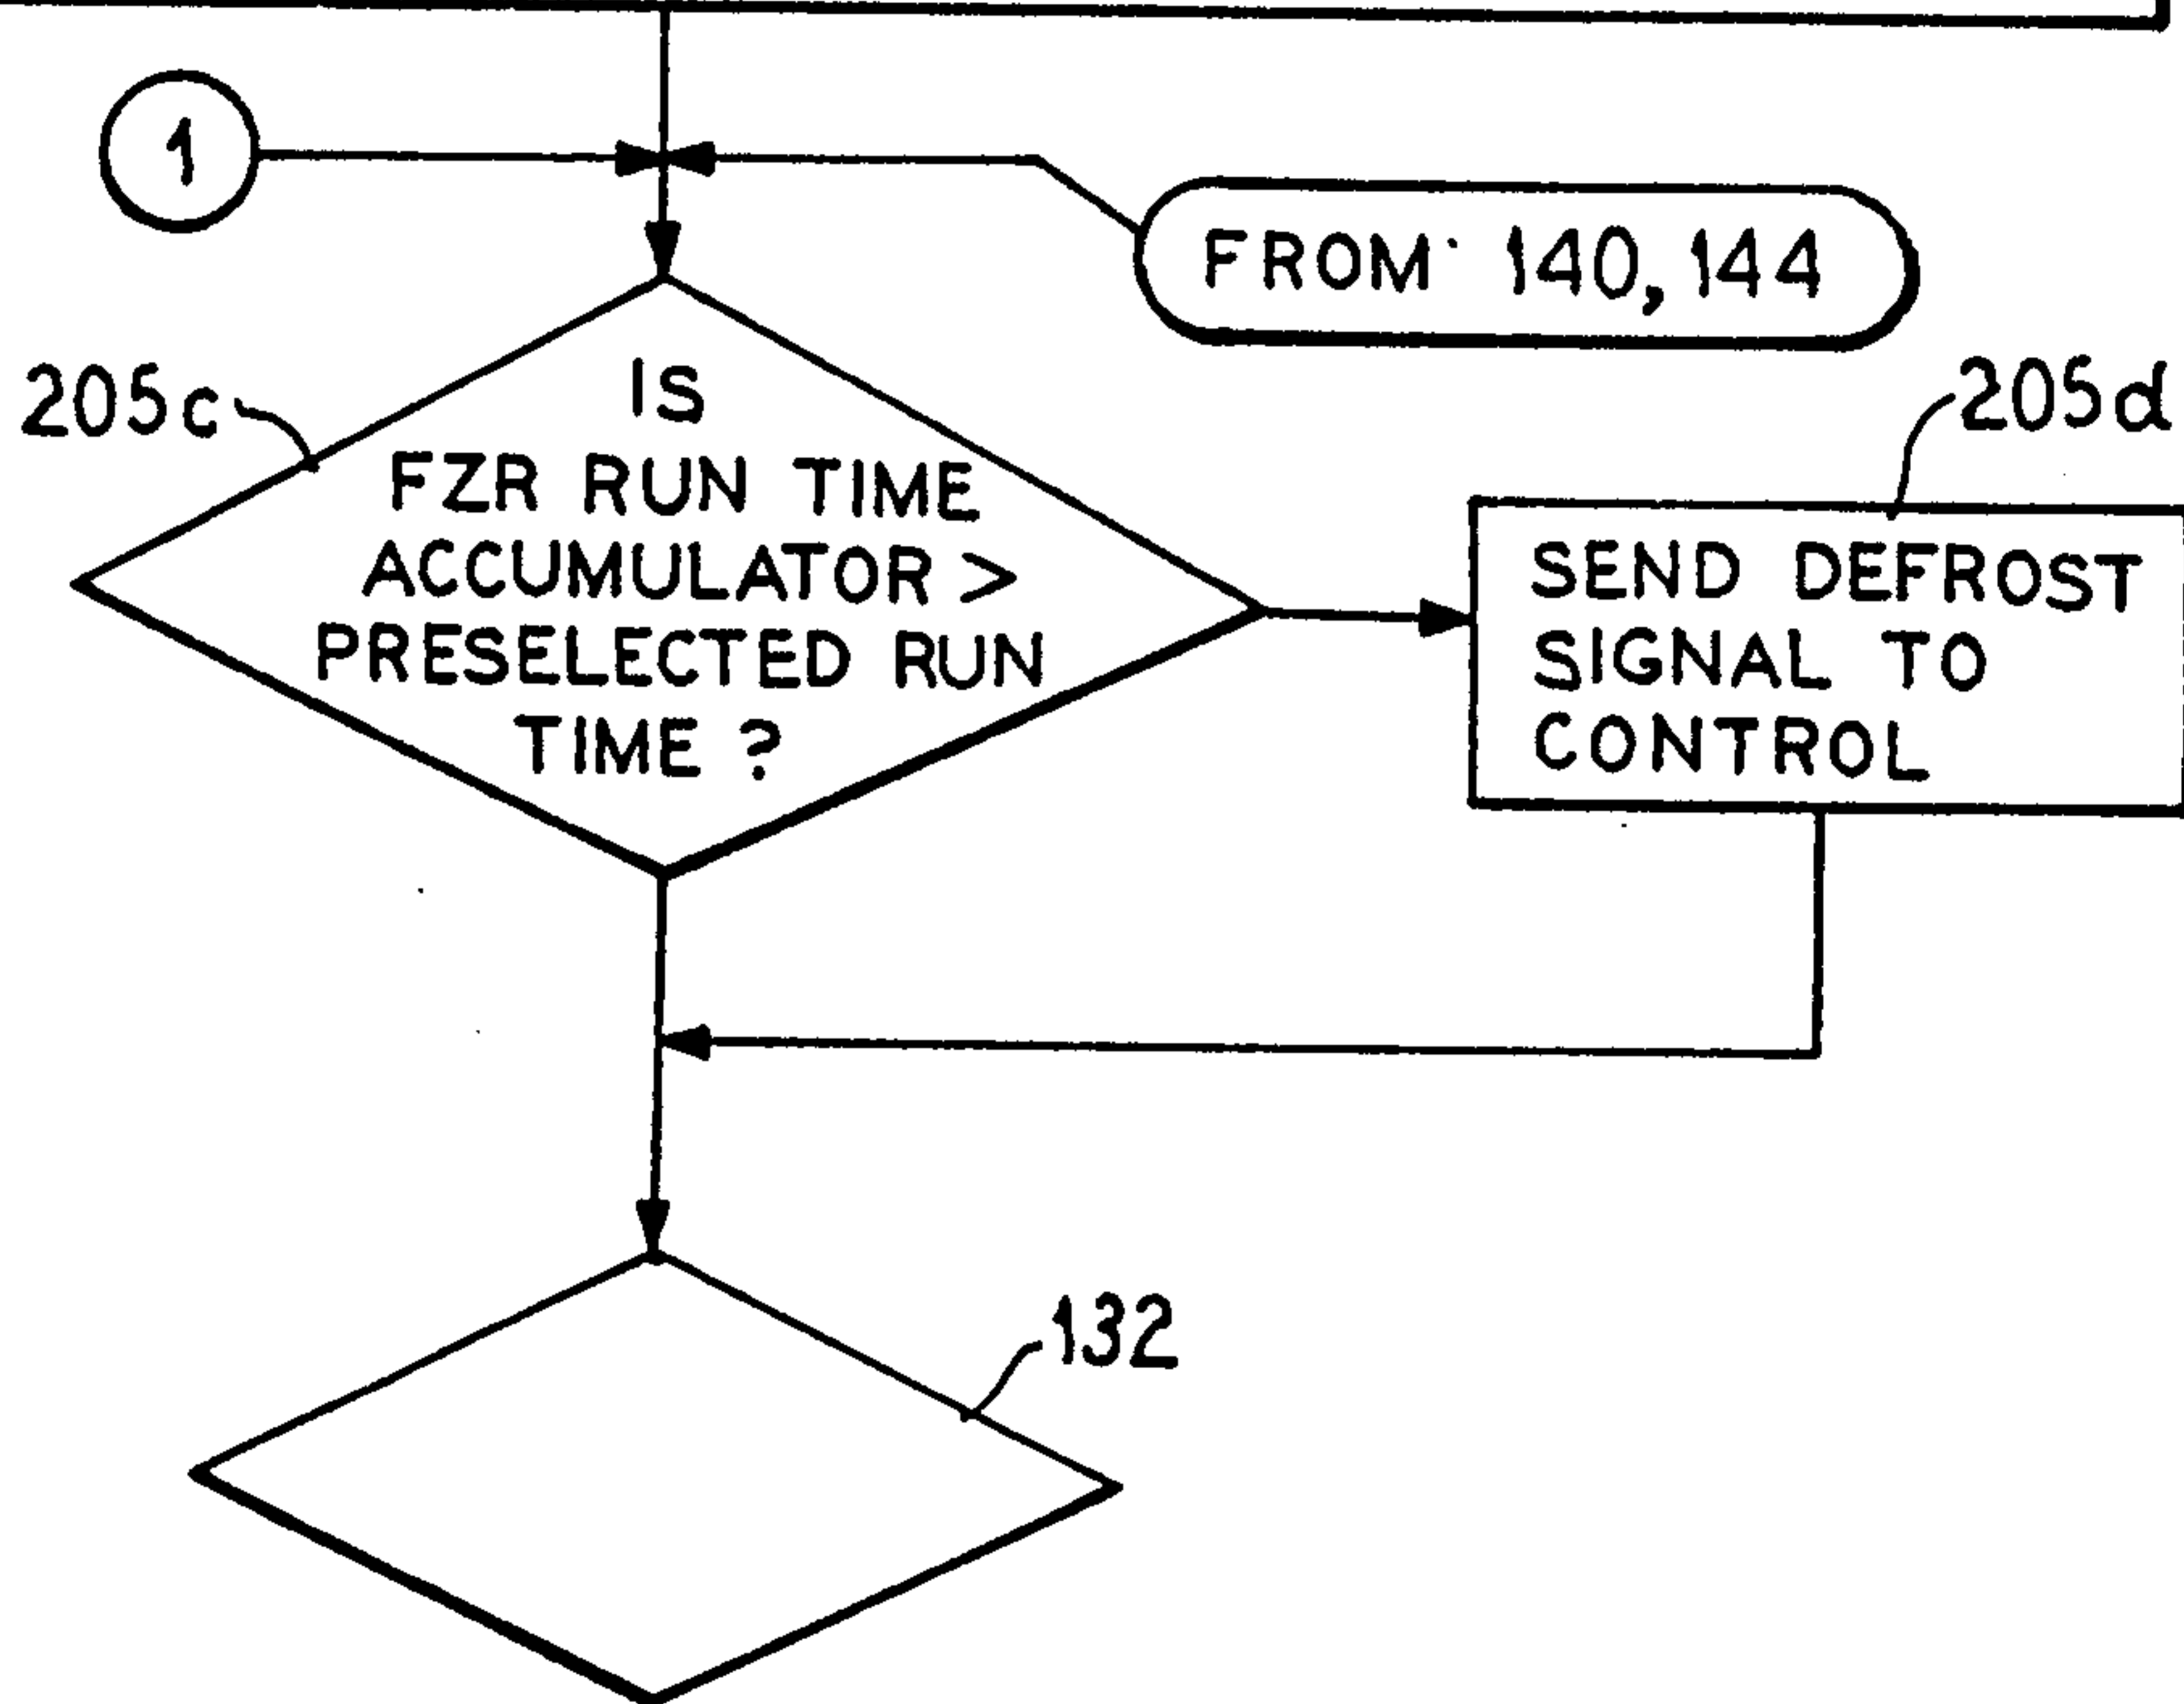 1
FROM: 140, 144
205c
IS
FZR RUN TIME
ACCUMULATOR >
PRESELECTED RUN
TIME ?
205d
SEND DEFROST
SIGNAL TO
CONTROL
132